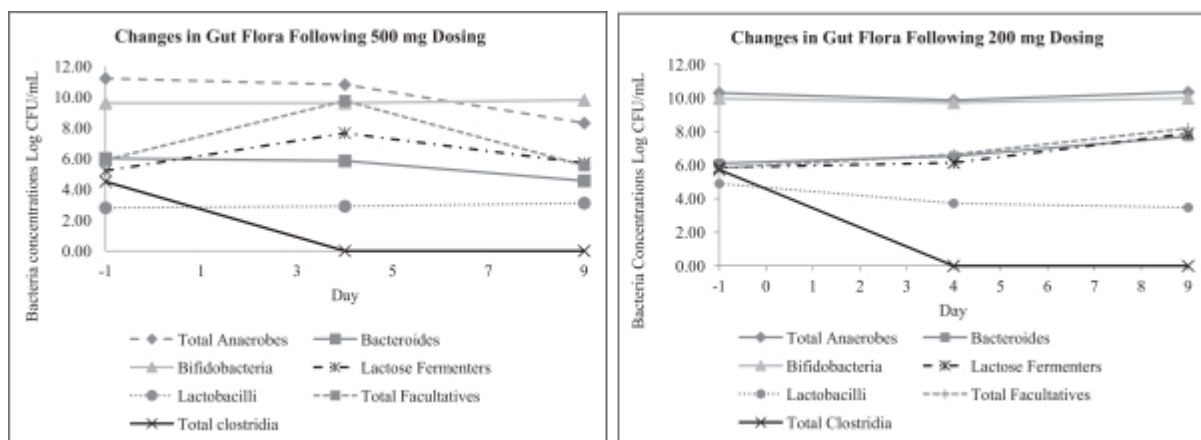 Changes in Gut Flora Following 500 mg Dosing
Bacteria concentrations Log CFU/mL
12.00
10.00
8.00
6.00
4.00
2.00
0.00
-1 1 3 5 7 9
Day
Total Anaerobes Bacteroides
Bifidobacteria Lactose Fermenters
Lactobacilli Total Facultatives
Total clostridia
Changes in Gut Flora Following 200 mg Dosing
Bacteria Concentrations Log CFU/mL
12.00
10.00
8.00
6.00
4.00
2.00
0.00
-1 0 1 2 3 4 5 6 7 8 9
Day
Total Anaerobes Bacteroides
Bifidobacteria Lactose Fermenters
Lactobacilli Total Facultatives
Total Clostridia